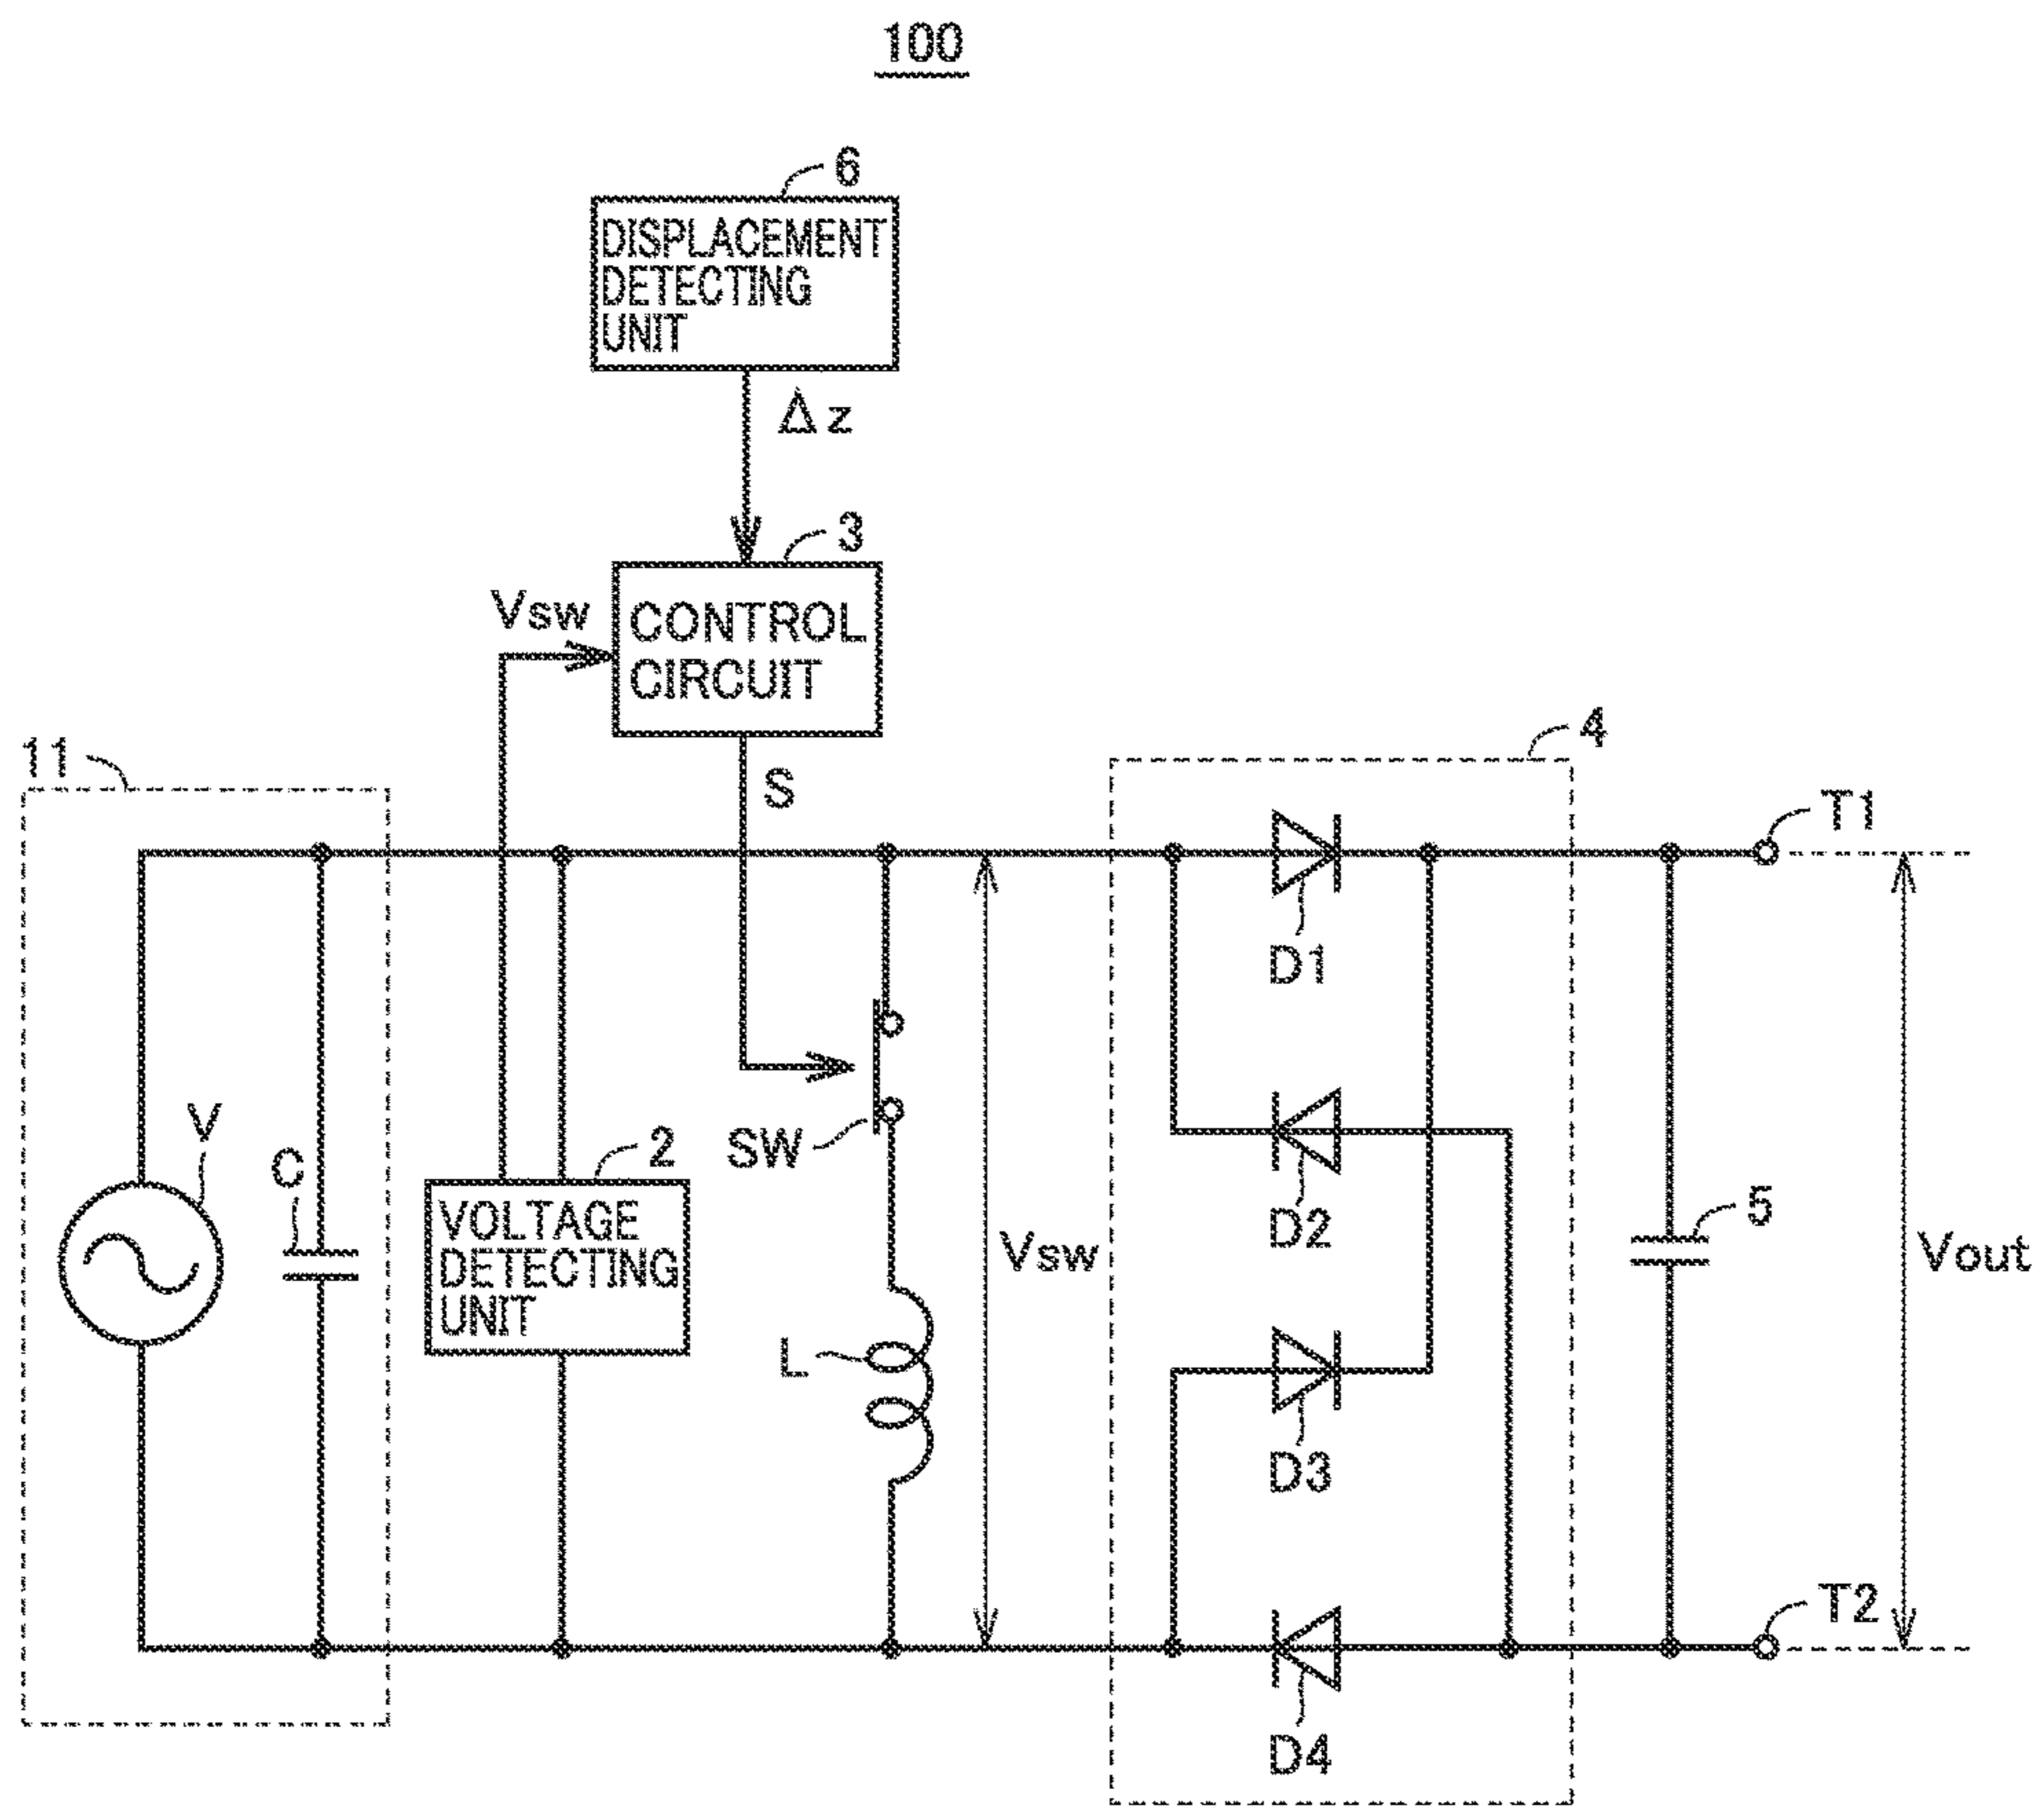 100
6
DISPLACEMENT
DETECTING
UNIT
Δz
3
Vsw
CONTROL
CIRCUIT
11
S
4
T1
D1
V
C
SW
2
VOLTAGE
DETECTING
UNIT
Vsw
D2
5
Vout
L
D3
T2
D4